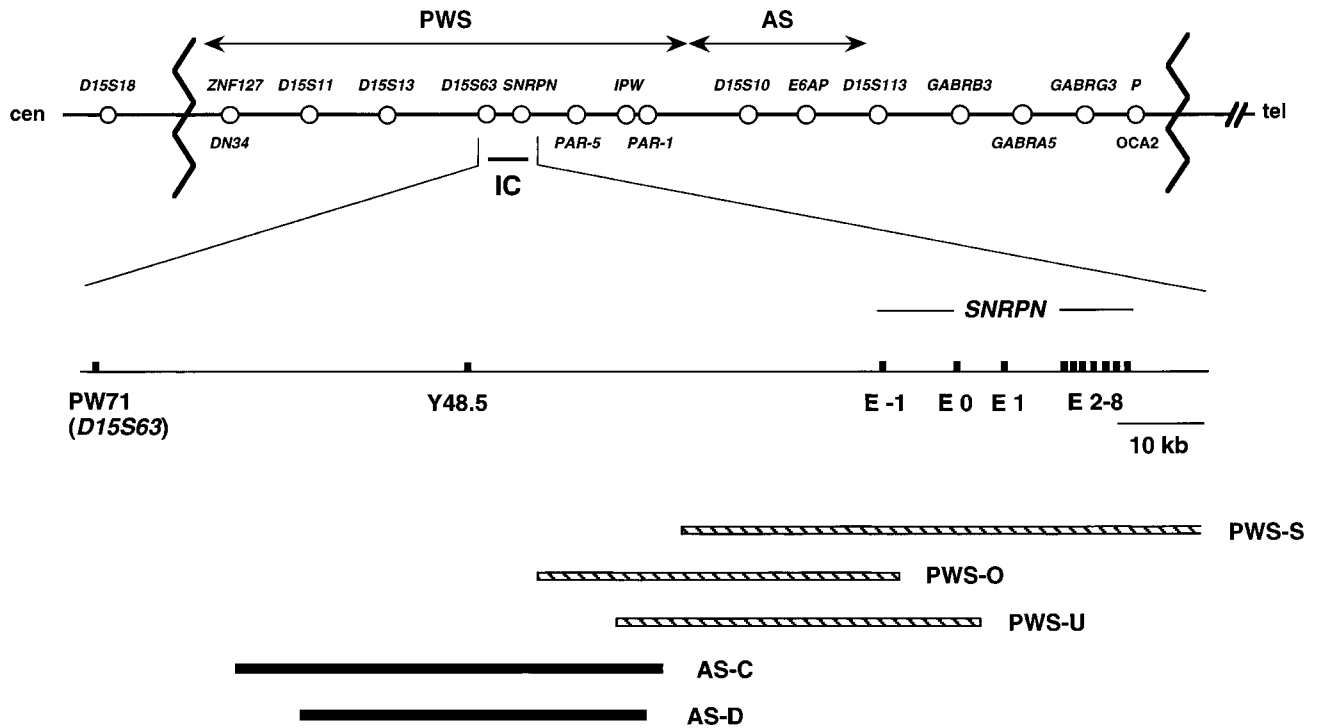 PWS AS
D15S18 ZNF127 D15S11 D15S13 D15S63 SNRPN IPW D15S10 E6AP D15S113 GABRB3 GABRG3 P
cen tel
DN34 PAR-5 PAR-1 GABRA5 OCA2
IC
SNRPN
PW71 Y48.5 E -1 E 0 E 1 E 2-8
(D15S63)
10 kb
PWS-S
PWS-O
PWS-U
AS-C
AS-D